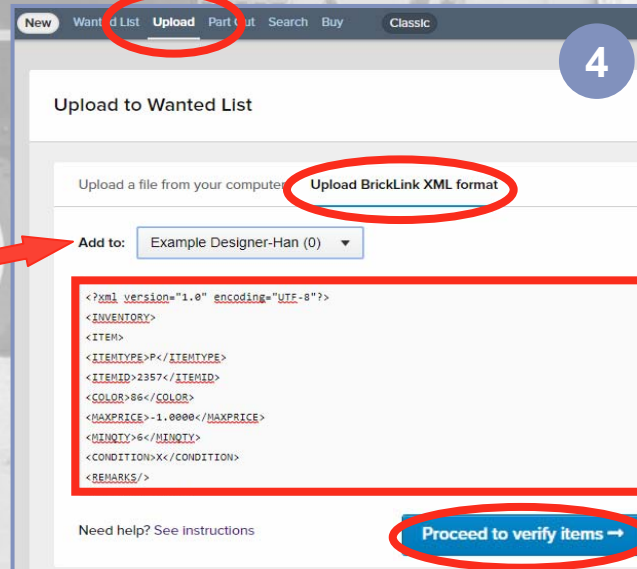 New Wanted List Upload Part Out Search Buy Classic
4
Upload to Wanted List
Upload a file from your computer Upload BrickLink XML format
Add to: Example Designer-Han (0)
<?xml version="1.0" encoding="UTF-8"?>
<INVENTORY>
<ITEM>
<ITEMTYPE>P</ITEMTYPE>
<ITEMID>2357</ITEMID>
<COLOR>86</COLOR>
<MAXPRICE>-1.0000</MAXPRICE>
<MINQTY>6</MINQTY>
<CONDITION>X</CONDITION>
<REMARKS/>
Need help? See instructions
Proceed to verify items →